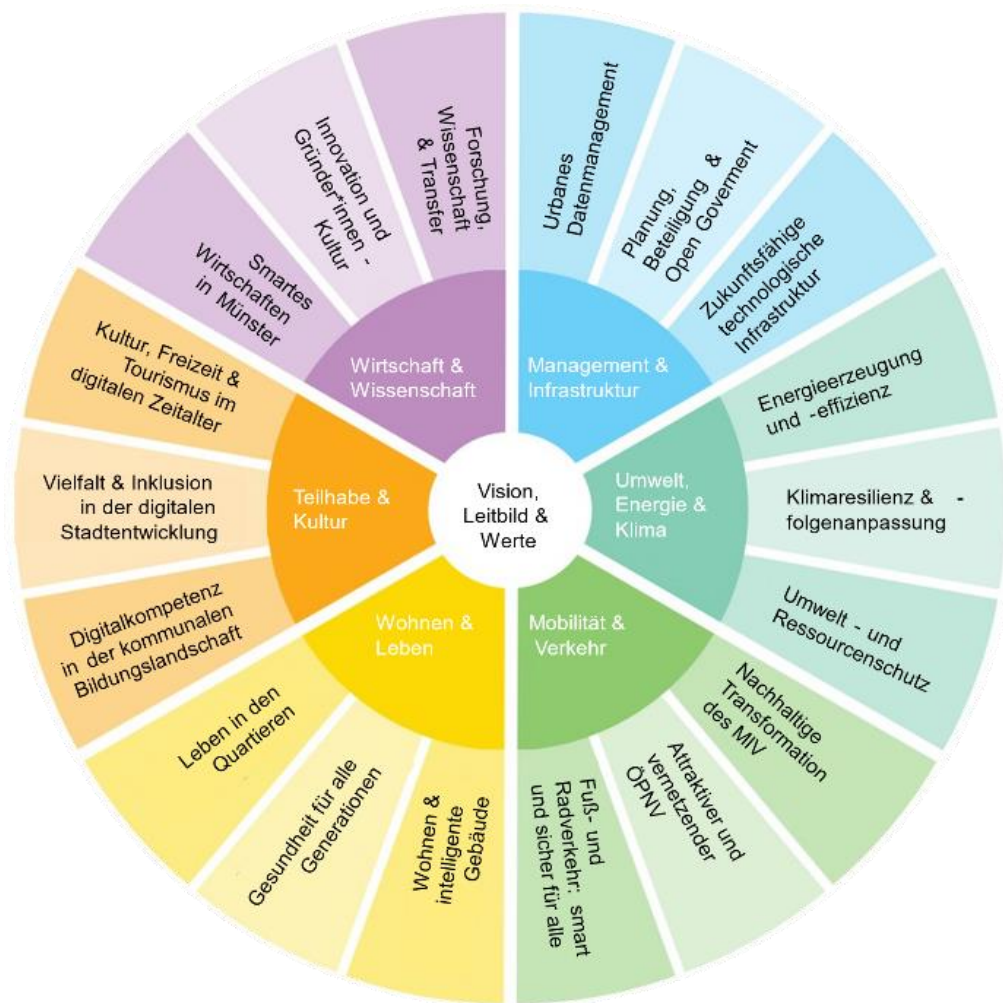 Forschung,
Wissenschaft
& Transfer
Innovation und
Gründer*innen -
Kultur
Smartes
Wirtschaften
in Münster
Wirtschaft &
Wissenschaft
Urbanes
Datenmanagement
Planung,
Beteiligung &
Open Goverment
Zukunftsfähige
technologische
Infrastruktur
Management &
Infrastruktur
Energieerzeugung
und -effizienz
Klimaresilienz & -
folgenanpassung
Umwelt - und
Ressourcenschutz
Umwelt,
Energie &
Klima
Nachhaltige
Transformation
des MIV
Attraktiver und
vernetzender
ÖPNV
Fuß- und
Radverkehr: smart
und sicher für alle
Mobilität &
Verkehr
Wohnen &
intelligente
Gebäude
Gesundheit für alle
Generationen
Leben in den
Quartieren
Wohnen &
Leben
Digitalkompetenz
in der kommunalen
Bildungslandschaft
Vielfalt & Inklusion
in der digitalen
Stadtentwicklung
Kultur, Freizeit &
Tourismus im
digitalen Zeitalter
Teilhabe &
Kultur
Vision,
Leitbild &
Werte